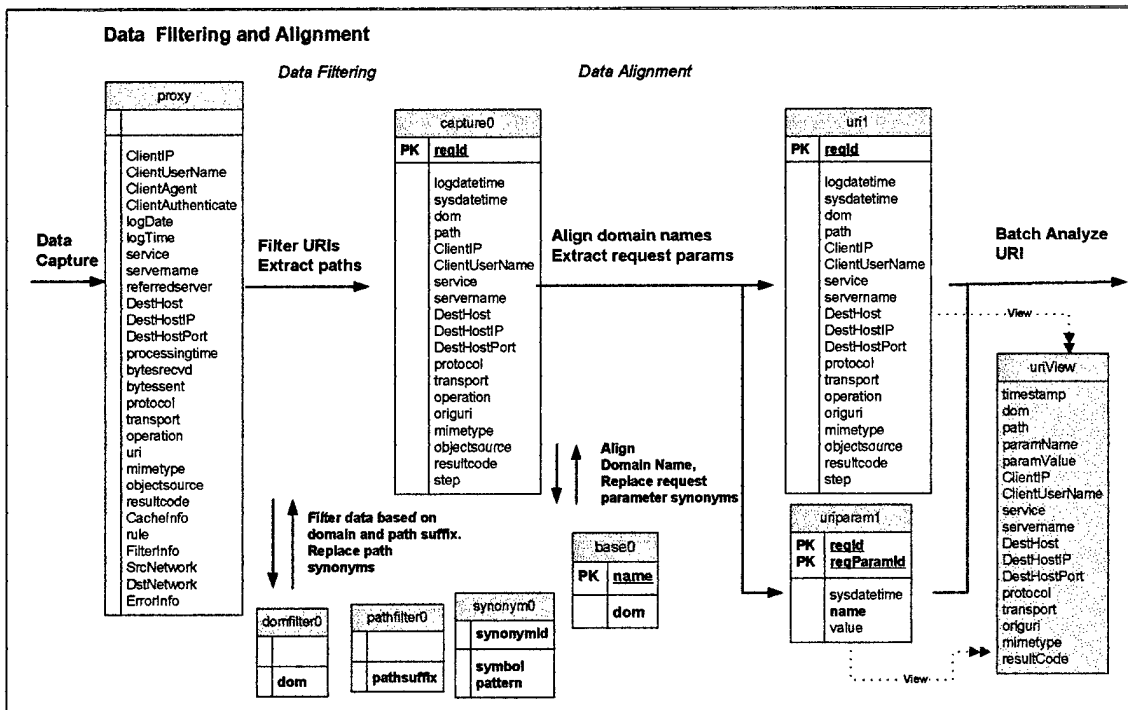 Data Filtering and Alignment
Data Filtering
Data Alignment
proxy
ClientIP
ClientUserName
ClientAgent
ClientAuthenticate
logDate
logTime
service
servername
referredserver
DestHost
DestHostIP
DestHostPort
processingtime
bytesrecvd
bytessent
protocol
transport
operation
uri
mimetype
objectsource
resultcode
CacheInfo
rule
FilterInfo
SrcNetwork
DstNetwork
ErrorInfo
Data
Capture
Filter URIs
Extract paths
capture0
PK reqId
logdatetime
sysdatetime
dom
path
ClientIP
ClientUserName
service
servername
DestHost
DestHostIP
DestHostPort
protocol
transport
operation
origuri
mimetype
objectsource
resultcode
step
Align domain names
Extract request params
uri1
PK reqId
logdatetime
sysdatetime
dom
path
ClientIP
ClientUserName
service
servername
DestHost
DestHostIP
DestHostPort
protocol
transport
operation
origuri
mimetype
objectsource
resultcode
step
Batch Analyze
URI
View
uriView
timestamp
dom
path
paramName
paramValue
ClientIP
ClientUserName
service
servername
DestHost
DestHostIP
DestHostPort
protocol
transport
origuri
mimetype
resultCode
Filter data based on
domain and path suffix.
Replace path
synonyms
Align
Domain Name,
Replace request
parameter synonyms
domfilter0
dom
pathfilter0
pathsuffix
synonym0
synonymId
symbol
pattern
base0
PK name
dom
uriparam1
PK reqId
PK reqParamId
sysdatetime
name
value
View